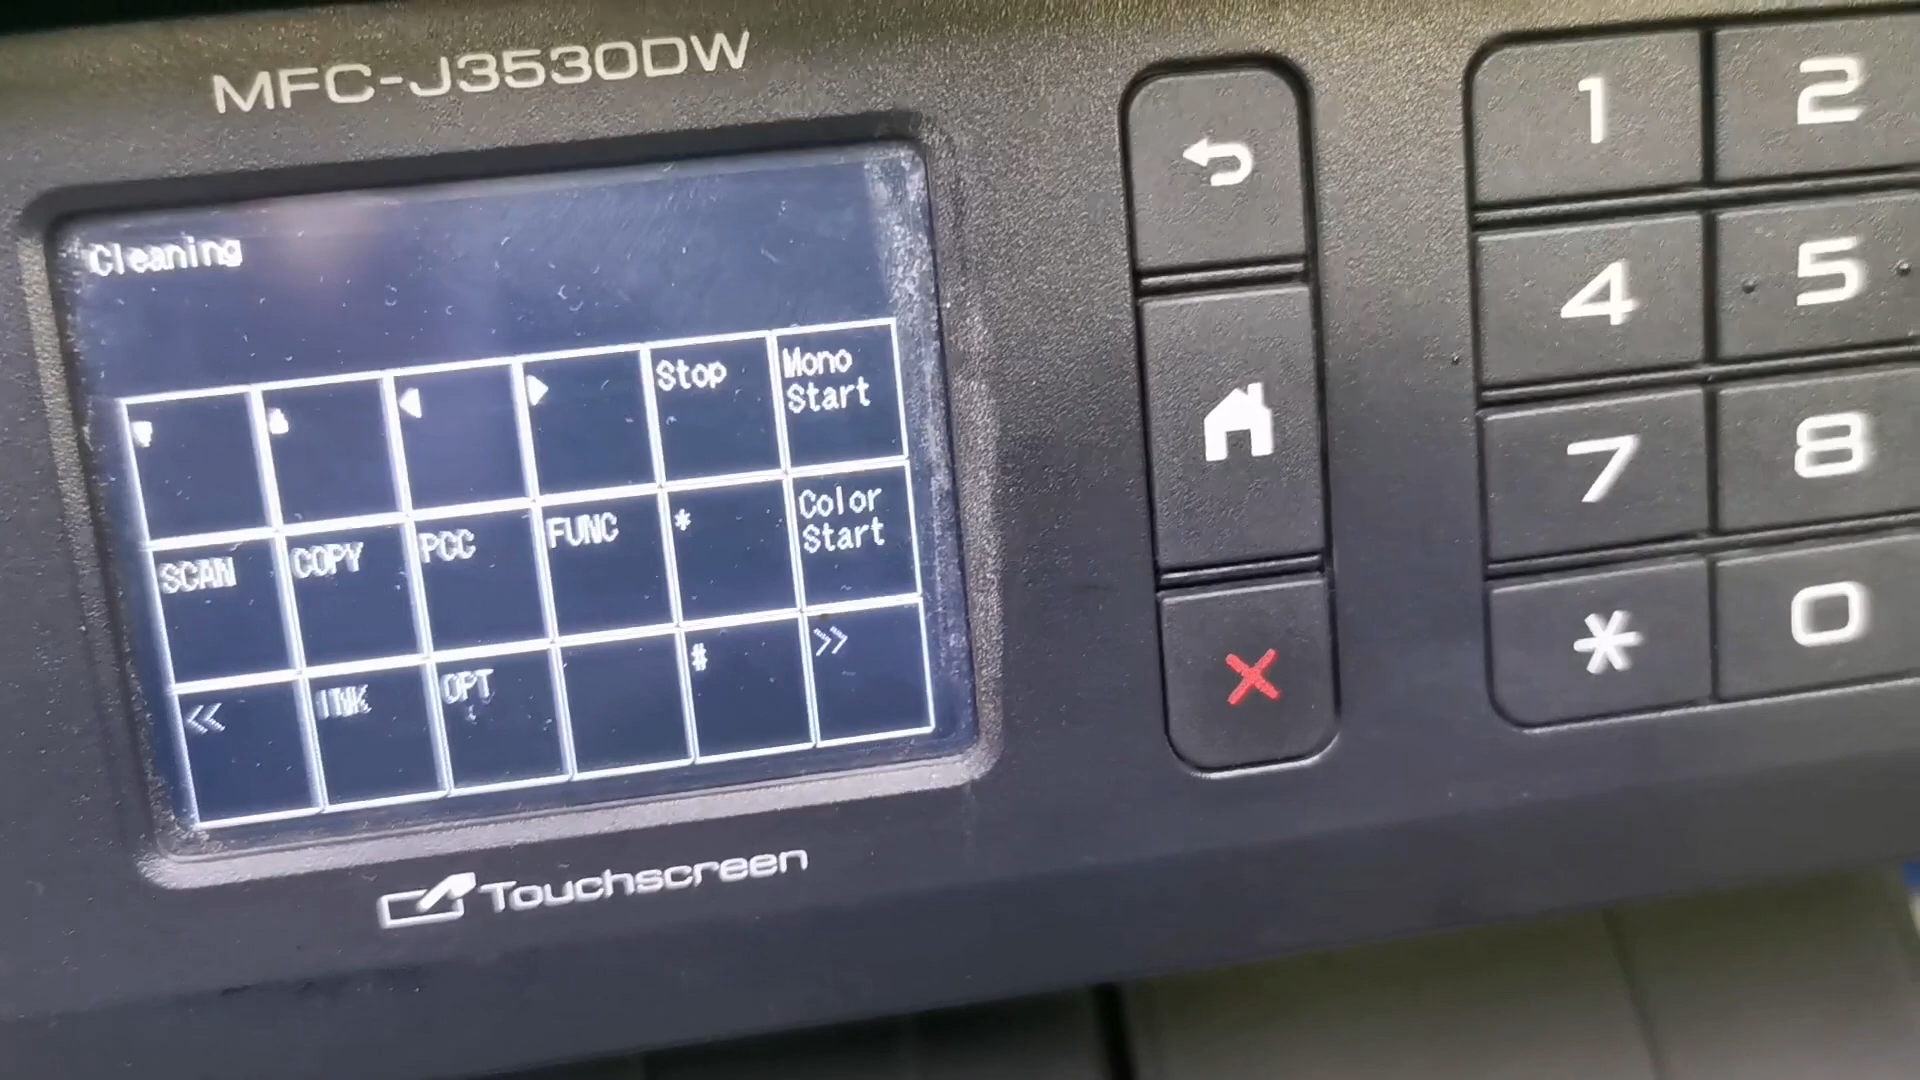 MFC-J3530DW
Cleaning
Stop
Mono
Start
SCAN
COPY
PCC
FUNC
*
Color
Start
<<
INK
OPT
#
>>
Touchscreen
1
2
4
5
7
8
*
0